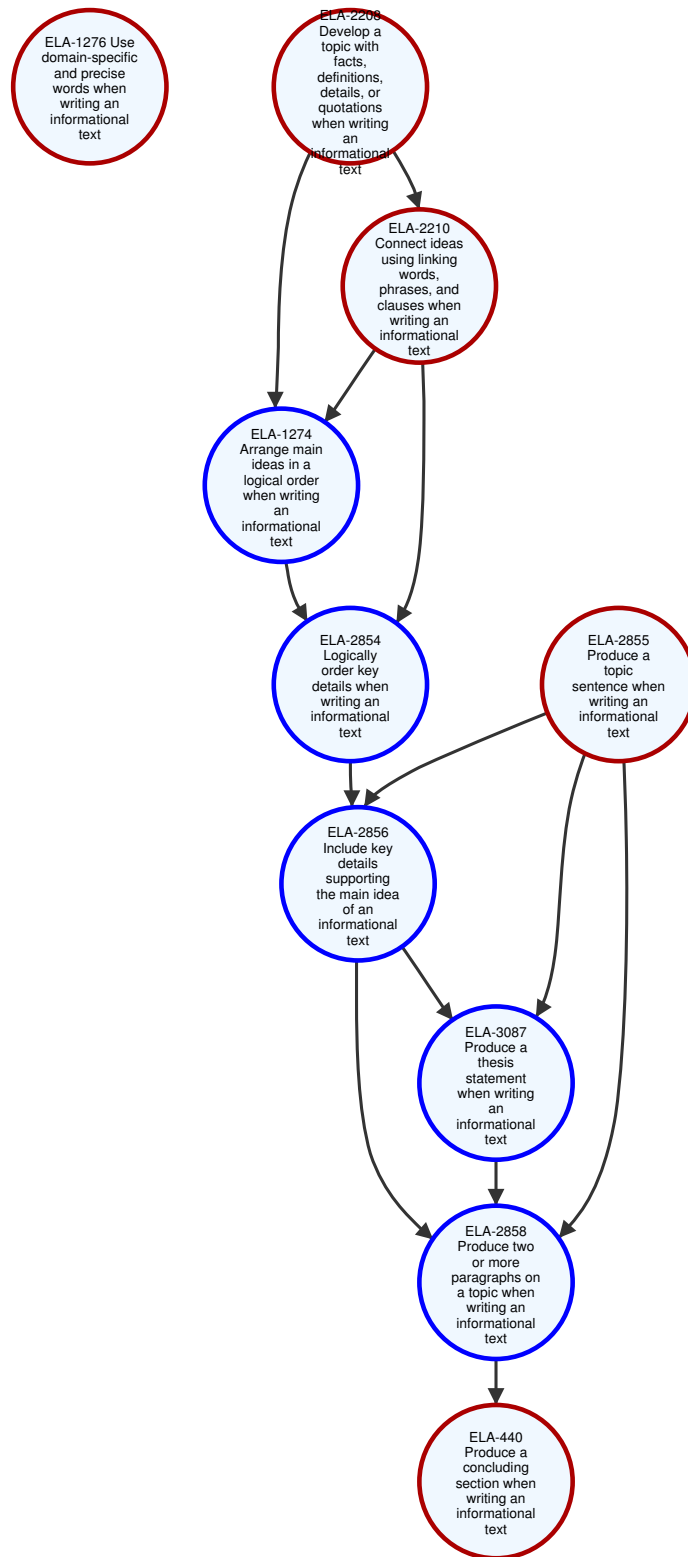 ELA-1276 Use
domain-specific
and precise
words when
writing an
informational
text
ELA-2208
Develop a
topic with
facts,
definitions,
details, or
quotations
when writing
an
informational
text
ELA-2210
Connect ideas
using linking
words,
phrases, and
clauses when
writing an
informational
text
ELA-1274
Arrange main
ideas in a
logical order
when writing
an
informational
text
ELA-2854
Logically
order key
details when
writing an
informational
text
ELA-2855
Produce a
topic
sentence when
writing an
informational
text
ELA-2856
Include key
details
supporting
the main idea
of an
informational
text
ELA-3087
Produce a
thesis
statement
when writing
an
informational
text
ELA-2858
Produce two
or more
paragraphs on
a topic when
writing an
informational
text
ELA-440
Produce a
concluding
section when
writing an
informational
text